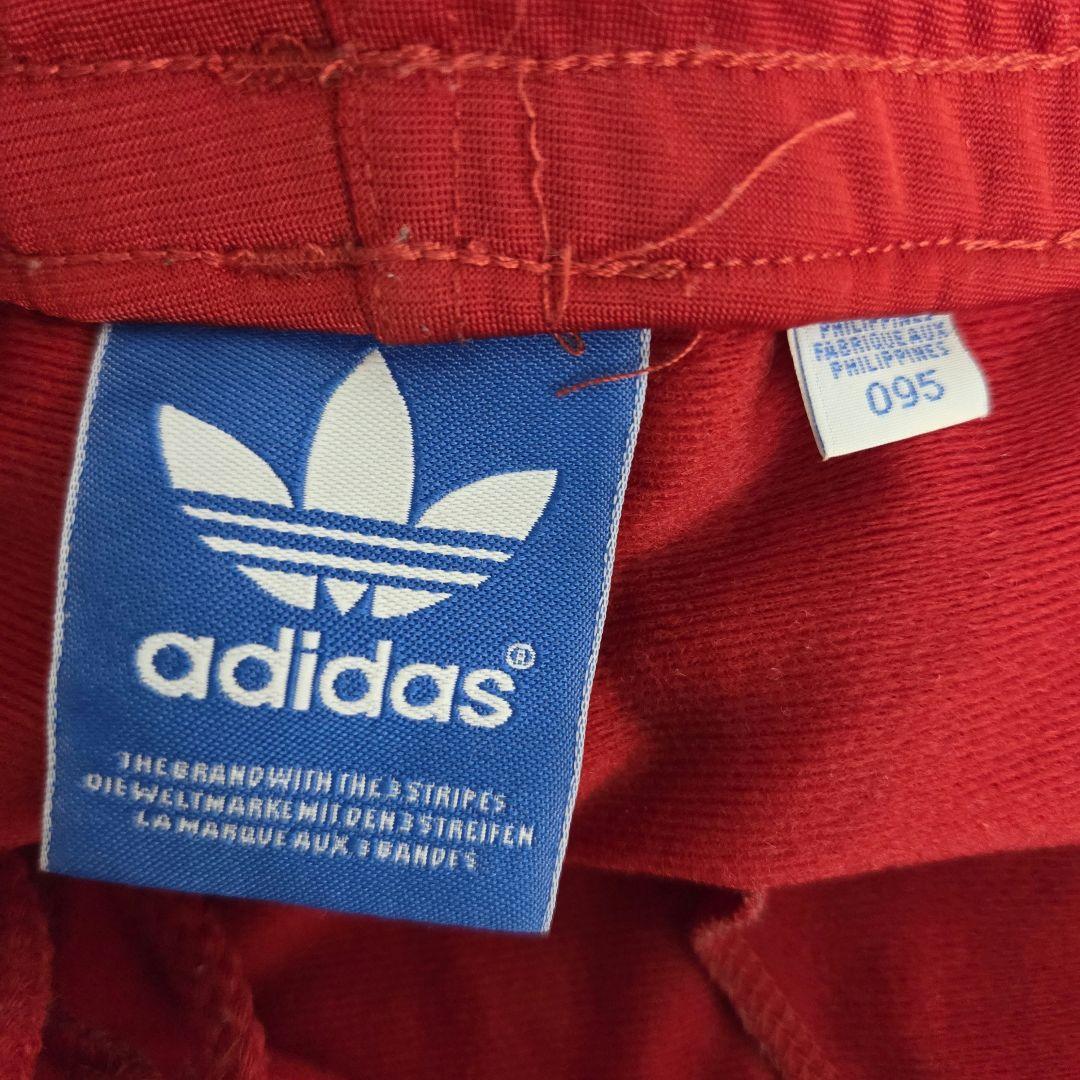 adidas®
THE BRAND WITH THE 3 STRIPES
DIE WELTMARKE MIT DEN 3 STREIFEN
LA MARQUE AUX 3 BANDES
PHILIPPINES
FABRIQUE AUX
PHILIPPINES
095